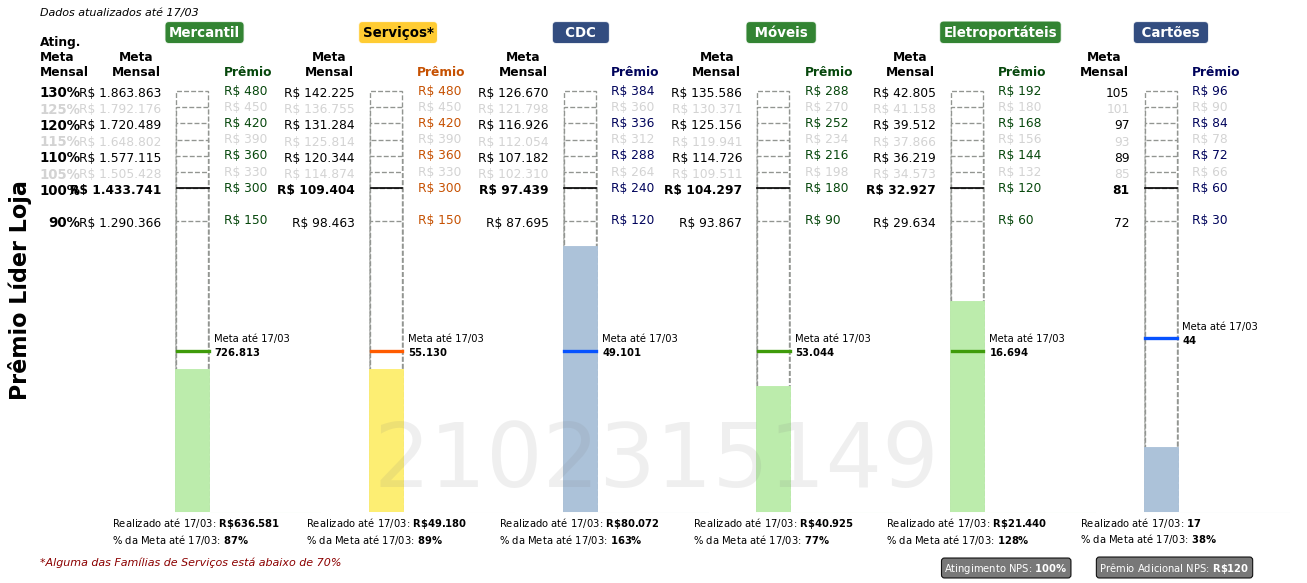 Dados atualizados até 17/03
Mercantil Serviços* CDC Móveis Eletroportáteis Cartões
Ating. Meta Mensal Meta Mensal Prêmio Meta Mensal Prêmio Meta Mensal Prêmio Meta Mensal Prêmio Meta Mensal Prêmio Meta Mensal Prêmio
130% R$ 1.863.863 R$ 480 R$ 142.225 R$ 480 R$ 126.670 R$ 384 R$ 135.586 R$ 288 R$ 42.805 R$ 192 105 R$ 96
125% R$ 1.792.176 R$ 450 R$ 136.755 R$ 450 R$ 121.798 R$ 360 R$ 130.371 R$ 270 R$ 41.158 R$ 180 101 R$ 90
120% R$ 1.720.489 R$ 420 R$ 131.284 R$ 420 R$ 116.926 R$ 336 R$ 125.156 R$ 252 R$ 39.512 R$ 168 97 R$ 84
115% R$ 1.648.802 R$ 390 R$ 125.814 R$ 390 R$ 112.054 R$ 312 R$ 119.941 R$ 234 R$ 37.866 R$ 156 93 R$ 78
110% R$ 1.577.115 R$ 360 R$ 120.344 R$ 360 R$ 107.182 R$ 288 R$ 114.726 R$ 216 R$ 36.219 R$ 144 89 R$ 72
105% R$ 1.505.428 R$ 330 R$ 114.874 R$ 330 R$ 102.310 R$ 264 R$ 109.511 R$ 198 R$ 34.573 R$ 132 85 R$ 66
100% R$ 1.433.741 R$ 300 R$ 109.404 R$ 300 R$ 97.439 R$ 240 R$ 104.297 R$ 180 R$ 32.927 R$ 120 81 R$ 60
90% R$ 1.290.366 R$ 150 R$ 98.463 R$ 150 R$ 87.695 R$ 120 R$ 93.867 R$ 90 R$ 29.634 R$ 60 72 R$ 30
Prêmio Líder Loja
Meta até 17/03 Meta até 17/03 Meta até 17/03 Meta até 17/03 Meta até 17/03 Meta até 17/03
726.813 55.130 49.101 53.044 16.694 44
2102315149
Realizado até 17/03: R$636.581 Realizado até 17/03: R$49.180 Realizado até 17/03: R$80.072 Realizado até 17/03: R$40.925 Realizado até 17/03: R$21.440 Realizado até 17/03: 17
% da Meta até 17/03: 87% % da Meta até 17/03: 89% % da Meta até 17/03: 163% % da Meta até 17/03: 77% % da Meta até 17/03: 128% % da Meta até 17/03: 38%
*Alguma das Famílias de Serviços está abaixo de 70%
Atingimento NPS: 100% Prêmio Adicional NPS: R$120